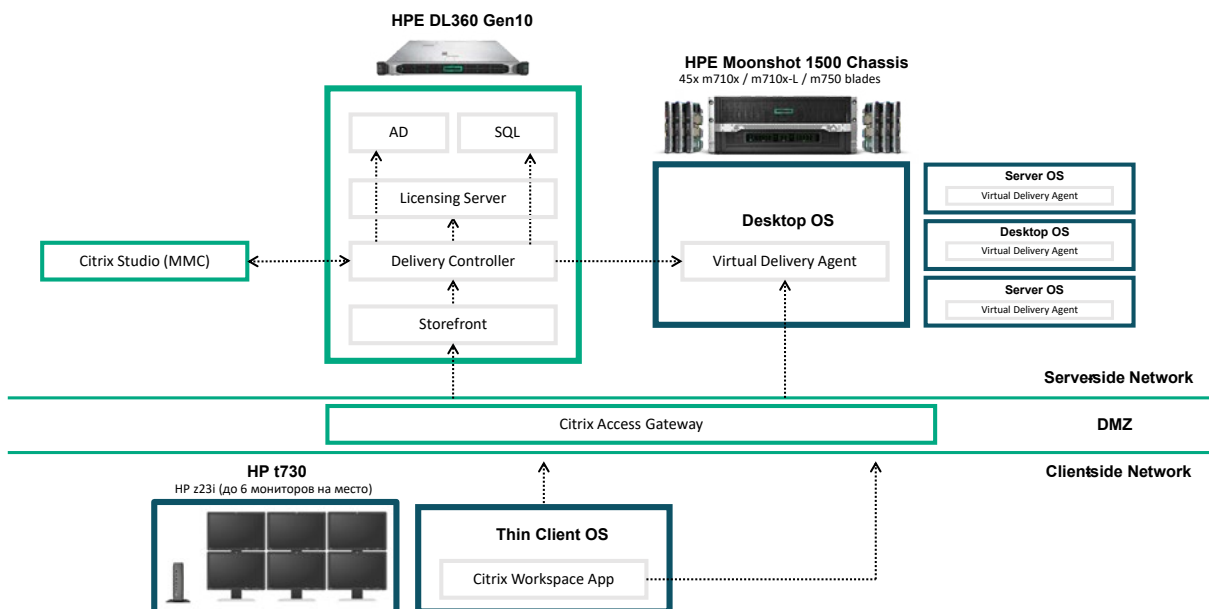 HPE DL360 Gen10
HPE Moonshot 1500 Chassis
45x m710x / m710x-L / m750 blades
AD
SQL
Licensing Server
Citrix Studio (MMC)
Delivery Controller
Storefront
Desktop OS
Virtual Delivery Agent
Server OS
Virtual Delivery Agent
Desktop OS
Virtual Delivery Agent
Server OS
Virtual Delivery Agent
Serverside Network
Citrix Access Gateway
DMZ
Clientside Network
HP t730
HP z23i (до 6 мониторов на место)
Thin Client OS
Citrix Workspace App